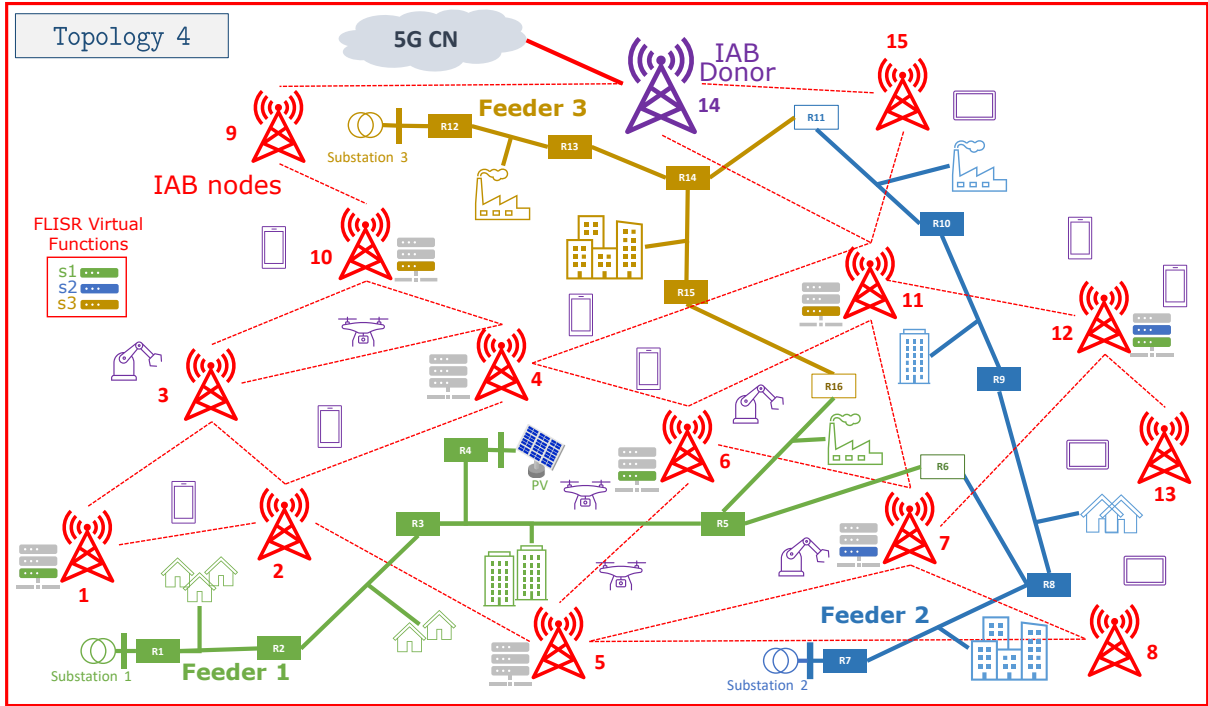 Topology 4
5G CN
IAB
Donor
14
15
9
Feeder 3
R12
R13
R14
R11
Substation 3
IAB nodes
FLISR Virtual
Functions
s1
s2
s3
10
R10
R15
11
12
3
4
R16
R9
R4
PV
6
R6
13
R3
R5
2
7
1
R8
Feeder 2
R1
R2
Feeder 1
Substation 1
5
R7
Substation 2
8